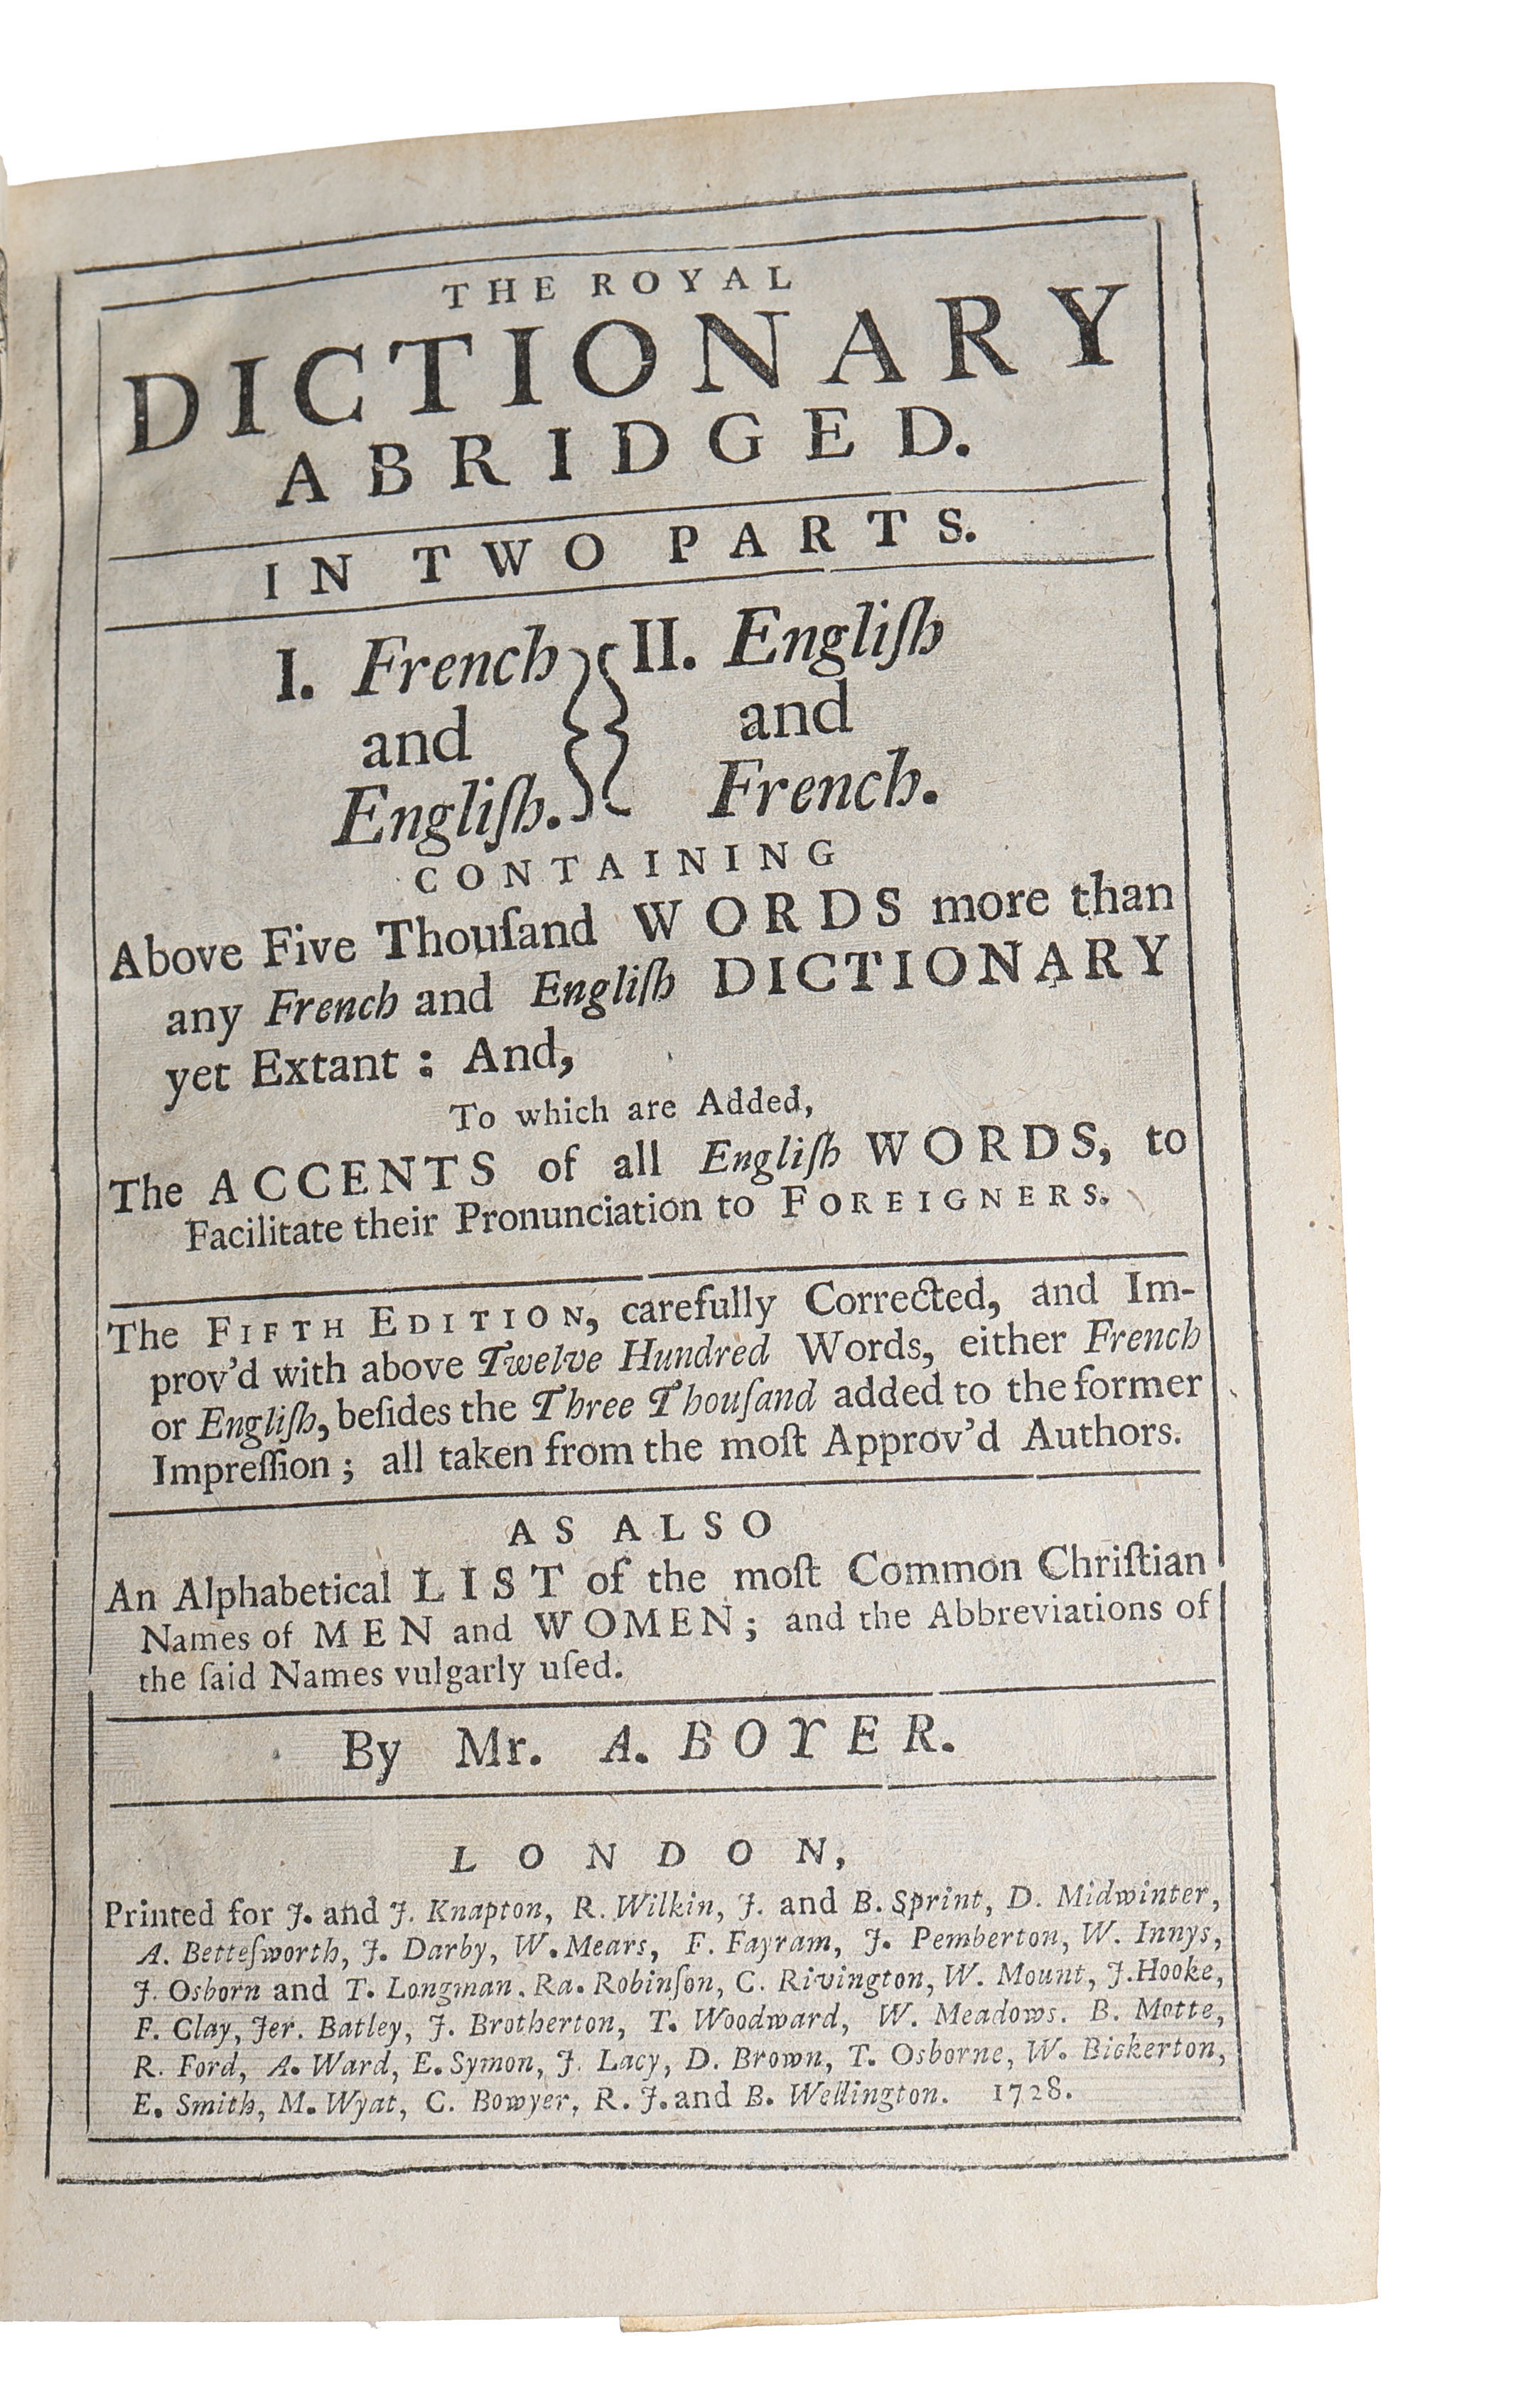 THE ROYAL
DICTIONARY
ABRIDGED.
IN TWO PARTS.
I. French
and
Engliſh.
II. Engliſh
and
French.
CONTAINING
Above Five Thouſand WORDS more than
any French and Engliſh DICTIONARY
yet Extant : And,
To which are Added,
The ACCENTS of all Engliſh WORDS, to
Facilitate their Pronunciation to FOREIGNERS.
The FIFTH EDITION, carefully Corrected, and Im-
prov'd with above Twelve Hundred Words, either French
or Engliſh, beſides the Three Thouſand added to the former
Impreſſion ; all taken from the moſt Approv'd Authors.
AS ALSO
An Alphabetical LIST of the moſt Common Chriſtian
Names of MEN and WOMEN ; and the Abbreviations of
the ſaid Names vulgarly uſed.
By Mr. A. BOYER.
LONDON,
Printed for J. and J. Knapton, R. Wilkin, J. and B. Sprint, D. Midwinter,
A. Betteſworth, J. Darby, W. Mears, F. Fayram, J. Pemberton, W. Innys,
J. Osborn and T. Longman. Ra. Robinſon, C. Rivington, W. Mount, J. Hooke,
F. Clay, Jer. Batley, J. Brotherton, T. Woodward, W. Meadows. B. Motte,
R. Ford, A. Ward, E. Symon, J. Lacy, D. Brown, T. Osborne, W. Bickerton,
E. Smith, M. Wyat, C. Bowyer, R. J. and B. Wellington. 1728.